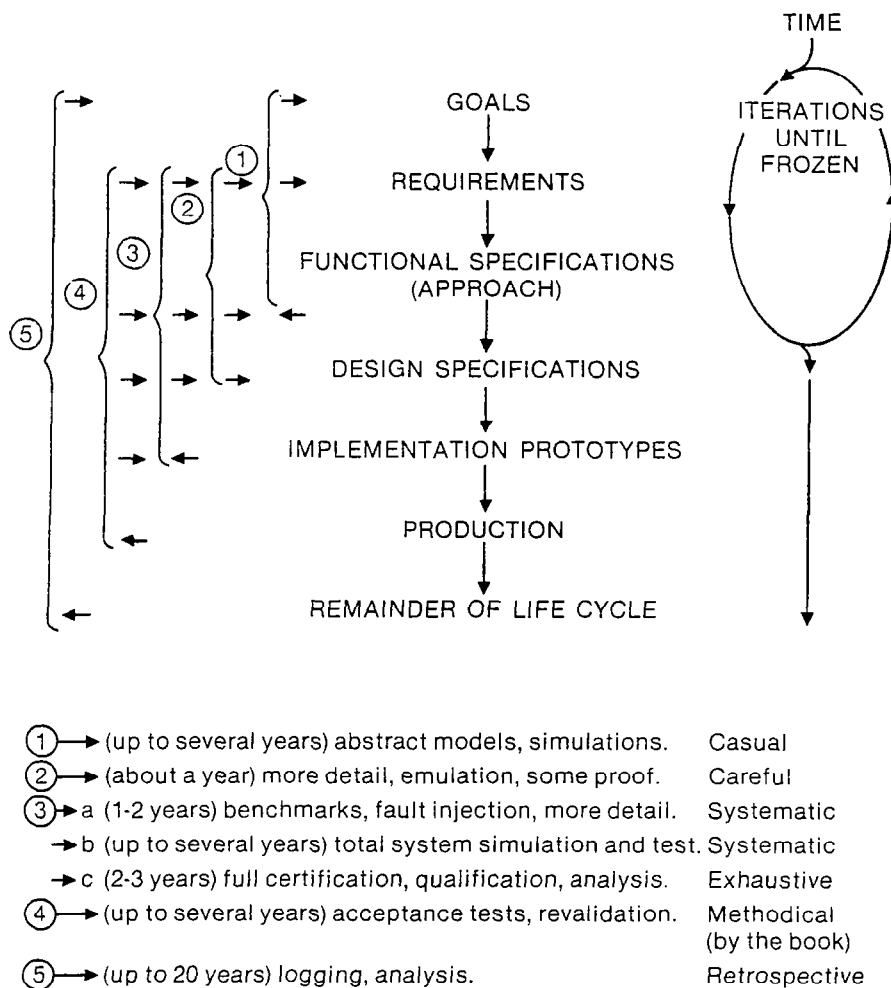 TIME
GOALS
ITERATIONS
UNTIL
FROZEN
1
REQUIREMENTS
2
3
FUNCTIONAL SPECIFICATIONS
(APPROACH)
4
5
DESIGN SPECIFICATIONS
IMPLEMENTATION PROTOTYPES
PRODUCTION
REMAINDER OF LIFE CYCLE
1 → (up to several years) abstract models, simulations. Casual
2 → (about a year) more detail, emulation, some proof. Careful
3 → a (1-2 years) benchmarks, fault injection, more detail. Systematic
→ b (up to several years) total system simulation and test. Systematic
→ c (2-3 years) full certification, qualification, analysis. Exhaustive
4 → (up to several years) acceptance tests, revalidation. Methodical
(by the book)
5 → (up to 20 years) logging, analysis. Retrospective